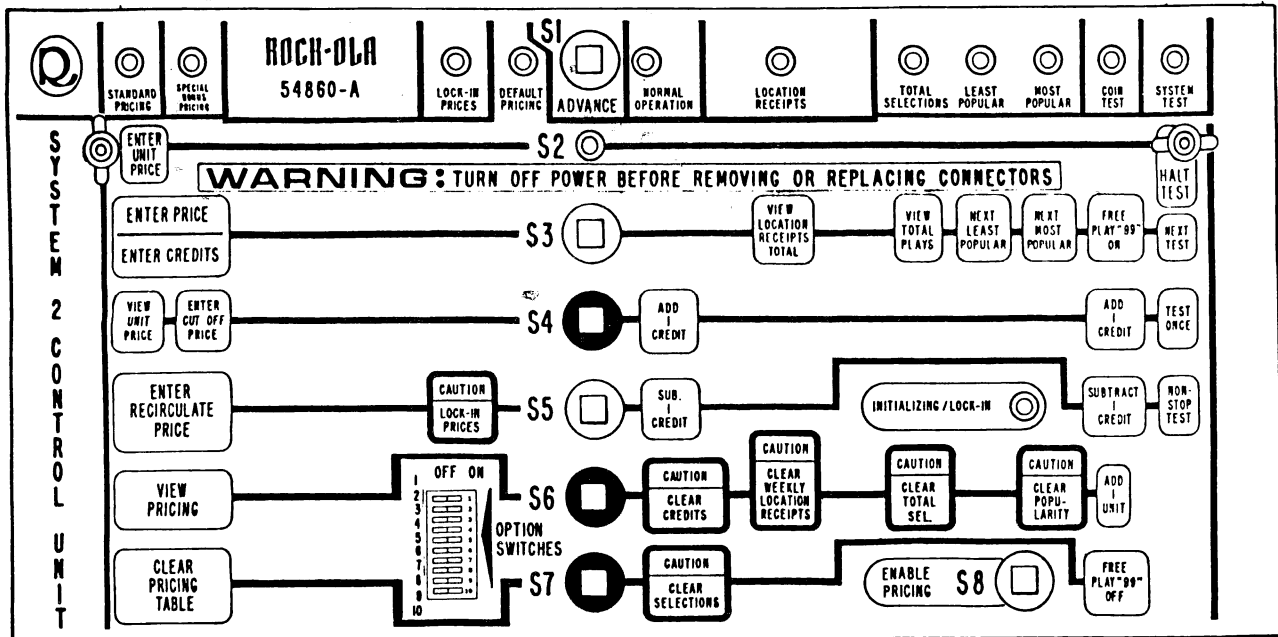 R
STANDARD
PRICING
SPECIAL
BONUS
PRICING
ROCK-OLA
54860-A
LOCK-IN
PRICES
DEFAULT
PRICING
S1
ADVANCE
NORMAL
OPERATION
LOCATION
RECEIPTS
TOTAL
SELECTIONS
LEAST
POPULAR
MOST
POPULAR
COIN
TEST
SYSTEM
TEST
SYSTEM 2 CONTROL UNIT
ENTER
UNIT
PRICE
S2
HALT
TEST
WARNING: TURN OFF POWER BEFORE REMOVING OR REPLACING CONNECTORS
ENTER PRICE
ENTER CREDITS
S3
VIEW
LOCATION
RECEIPTS
TOTAL
VIEW
TOTAL
PLAYS
NEXT
LEAST
POPULAR
NEXT
MOST
POPULAR
FREE
PLAY "99"
ON
NEXT
TEST
VIEW
UNIT
PRICE
ENTER
CUT OFF
PRICE
S4
ADD
1
CREDIT
ADD
1
CREDIT
TEST
ONCE
ENTER
RECIRCULATE
PRICE
CAUTION
LOCK-IN
PRICES
S5
SUB.
1
CREDIT
INITIALIZING/LOCK-IN
SUBTRACT
1
CREDIT
NON-
STOP
TEST
VIEW
PRICING
OFF ON
1
2
3
4
5
6
7
8
9
10
OPTION
SWITCHES
S6
CAUTION
CLEAR
CREDITS
CAUTION
CLEAR
WEEKLY
LOCATION
RECEIPTS
CAUTION
CLEAR
TOTAL
SEL.
CAUTION
CLEAR
POPU-
LARITY
ADD
1
UNIT
CLEAR
PRICING
TABLE
S7
CAUTION
CLEAR
SELECTIONS
ENABLE
PRICING
S8
FREE
PLAY "99"
OFF